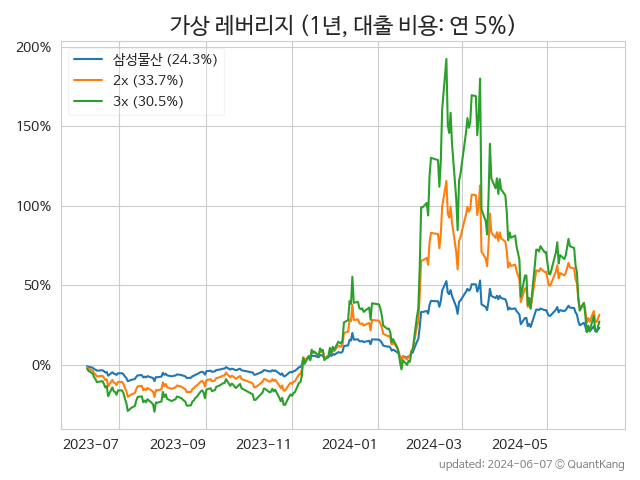 가상 레버리지 (1년, 대출 비용: 연 5%)
200%
150%
100%
50%
0%
삼성물산 (24.3%)
2x (33.7%)
3x (30.5%)
2023-07 2023-09 2023-11 2024-01 2024-03 2024-05
updated: 2024-06-07 © QuantKang